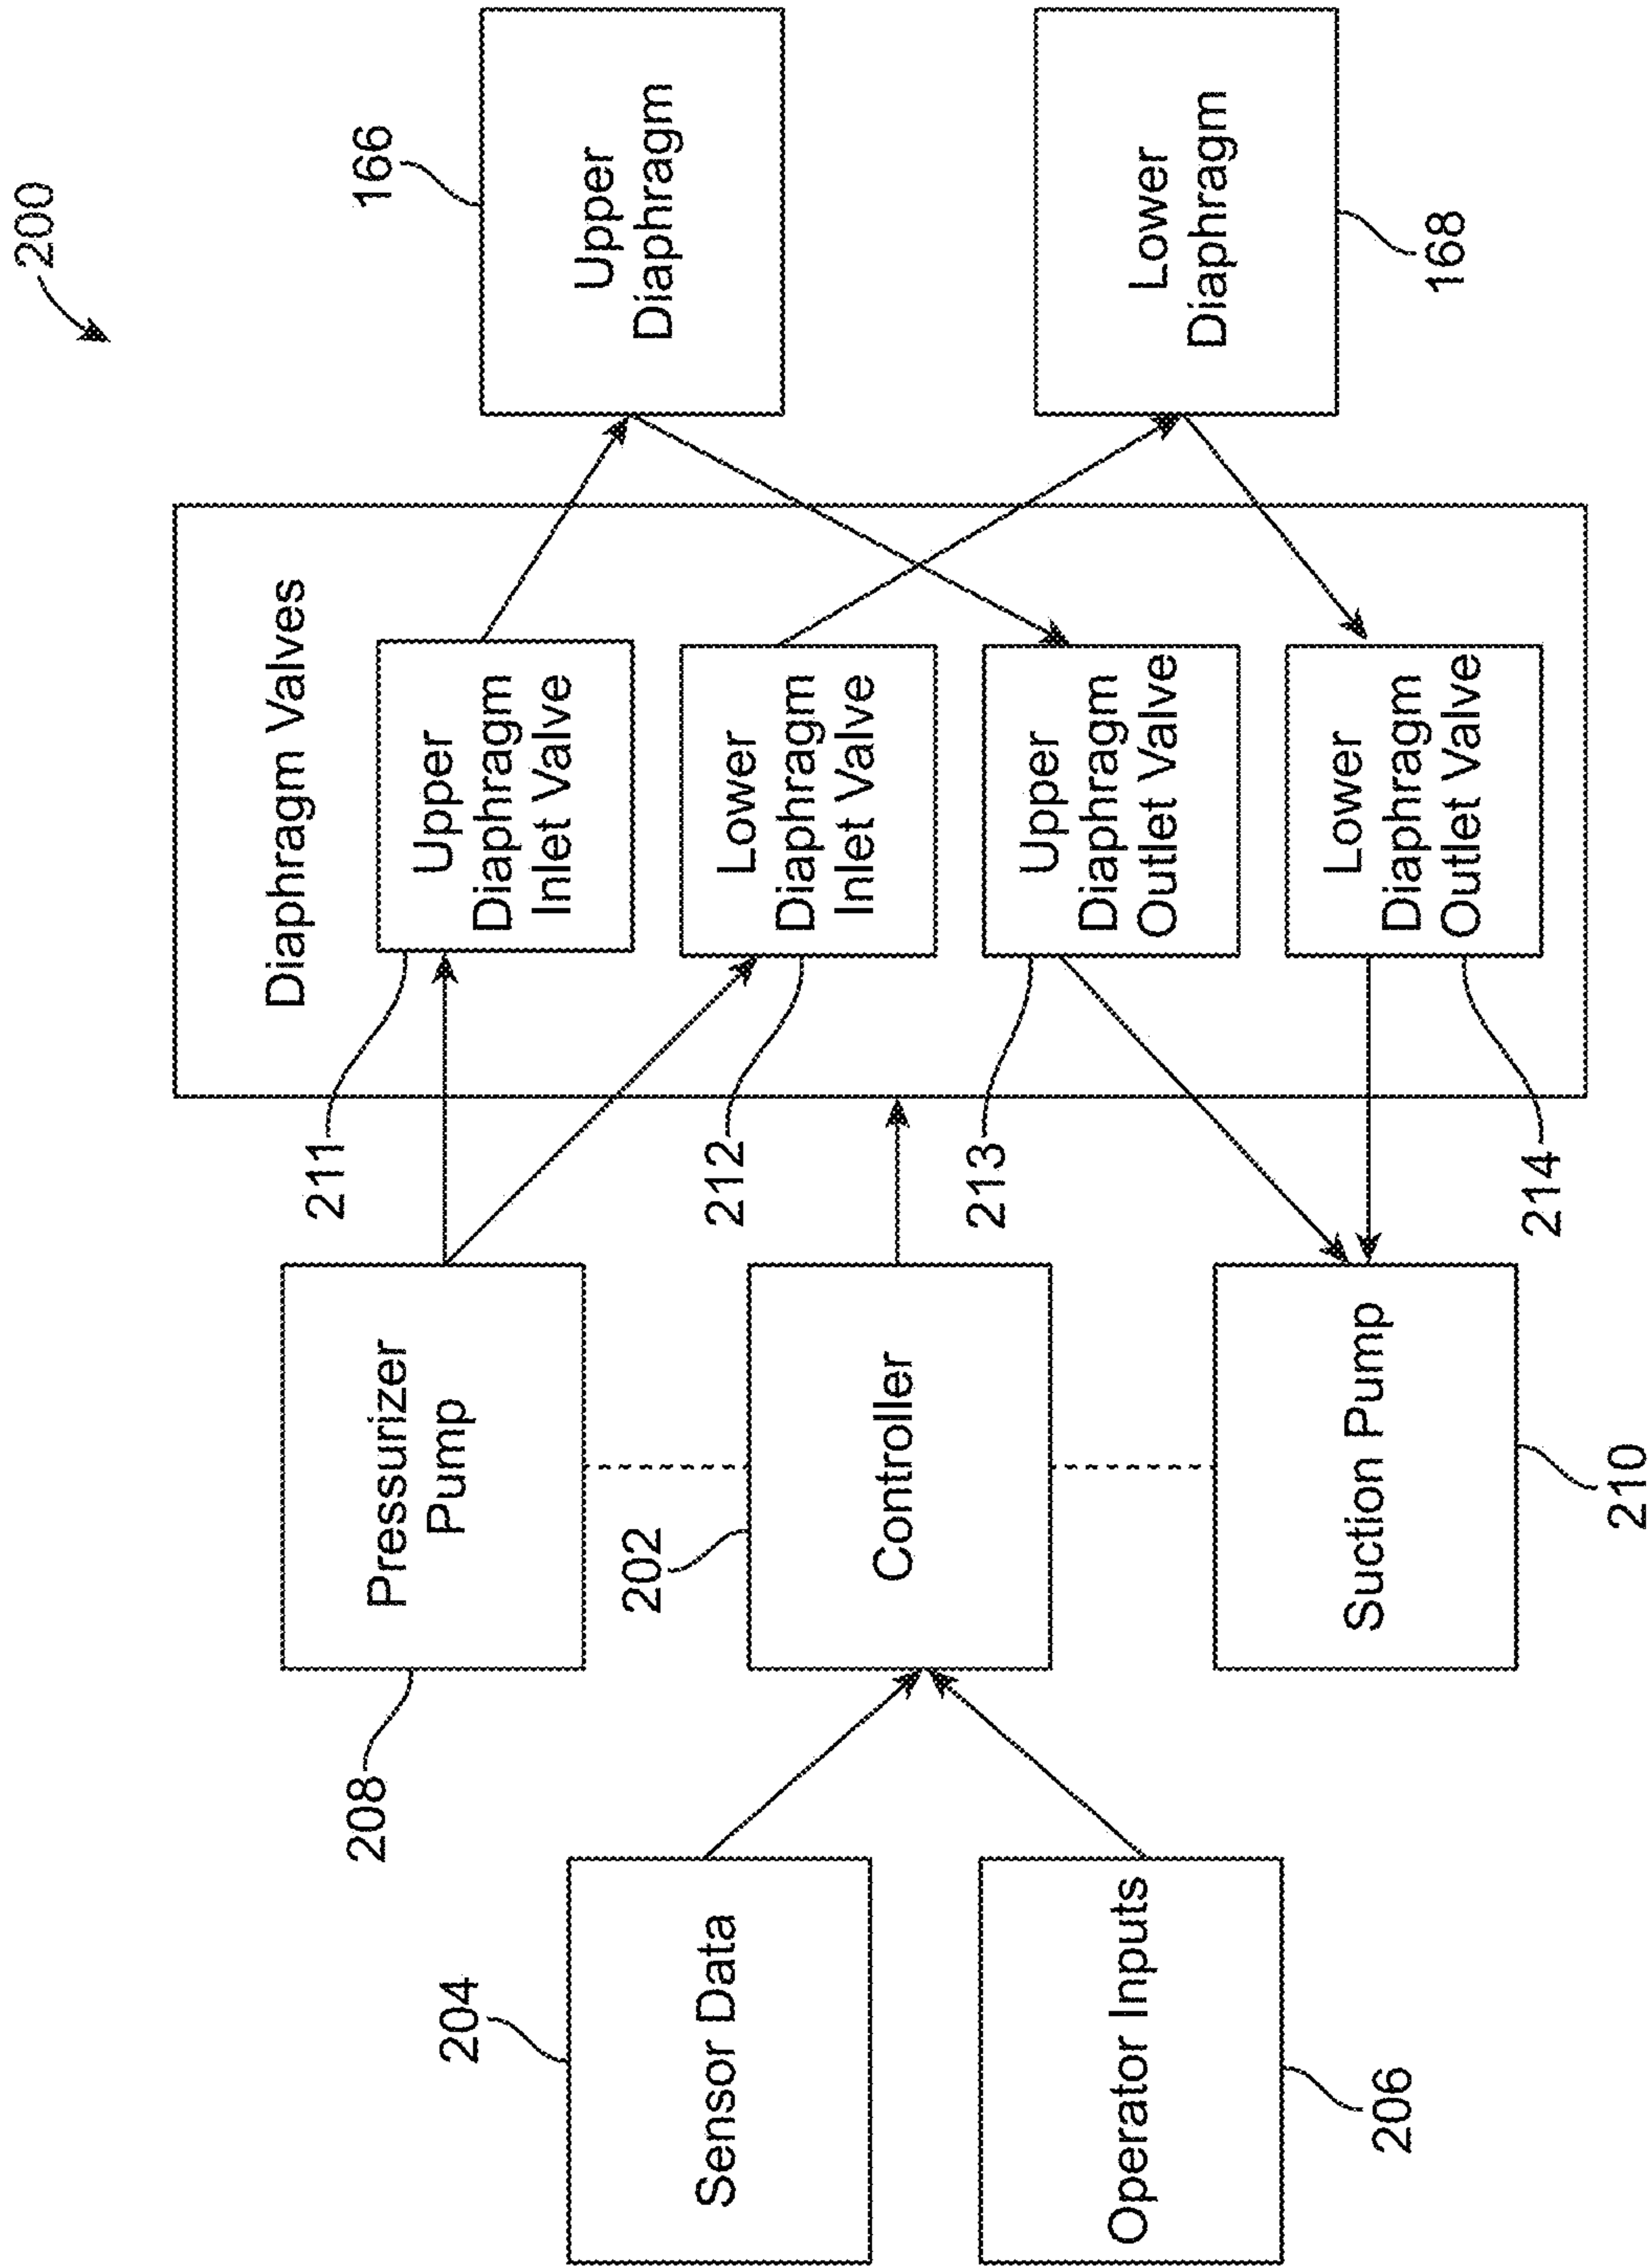 200
204
Sensor Data
Operator Inputs
206
208
Pressurizer
Pump
202
Controller
Suction Pump
210
Diaphragm Valves
211
Upper
Diaphragm
Inlet Valve
212
Lower
Diaphragm
Inlet Valve
213
Upper
Diaphragm
Outlet Valve
214
Lower
Diaphragm
Outlet Valve
166
Upper
Diaphragm
Lower
Diaphragm
168